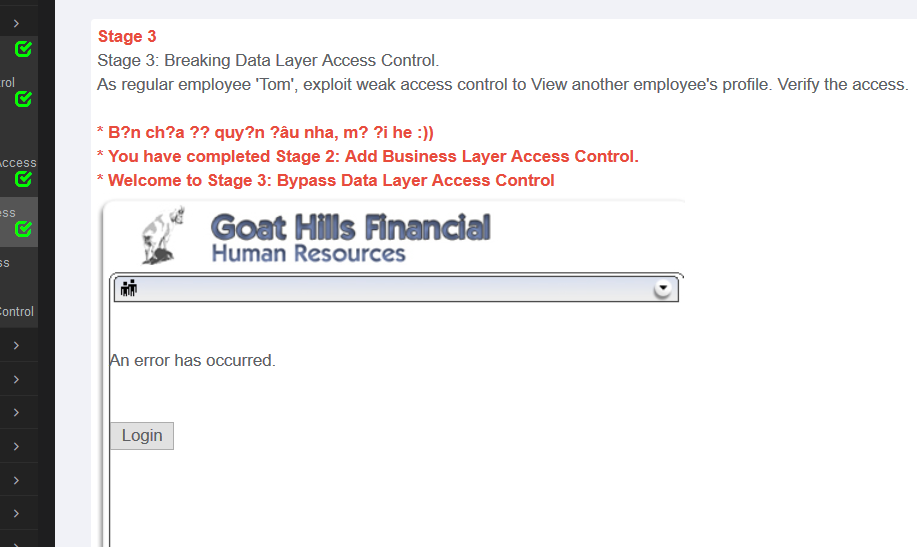 Stage 3
Stage 3: Breaking Data Layer Access Control.
As regular employee 'Tom', exploit weak access control to View another employee's profile. Verify the access.
* B?n ch?a ?? quy?n ?âu nha, m? ?i he :))
* You have completed Stage 2: Add Business Layer Access Control.
* Welcome to Stage 3: Bypass Data Layer Access Control
rol
Access
ess
ss
Control
Goat Hills Financial
Human Resources
An error has occurred.
Login